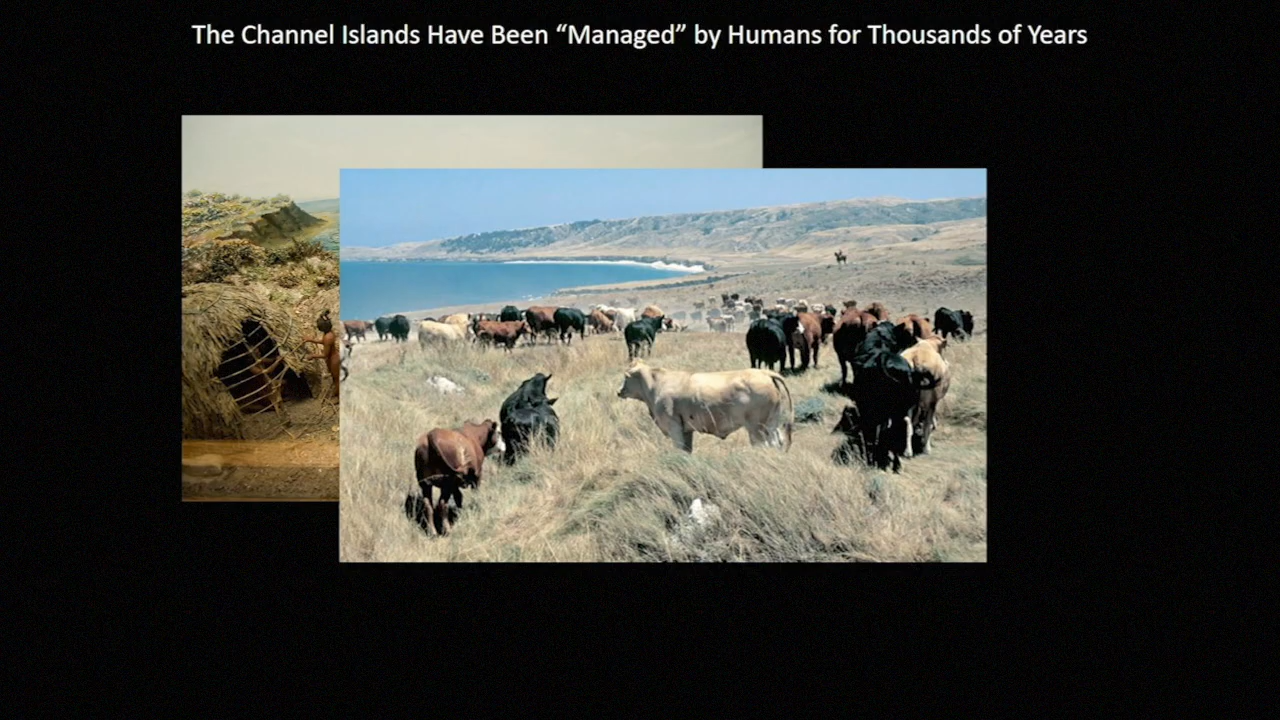 The Channel Islands Have Been “Managed” by Humans for Thousands of Years